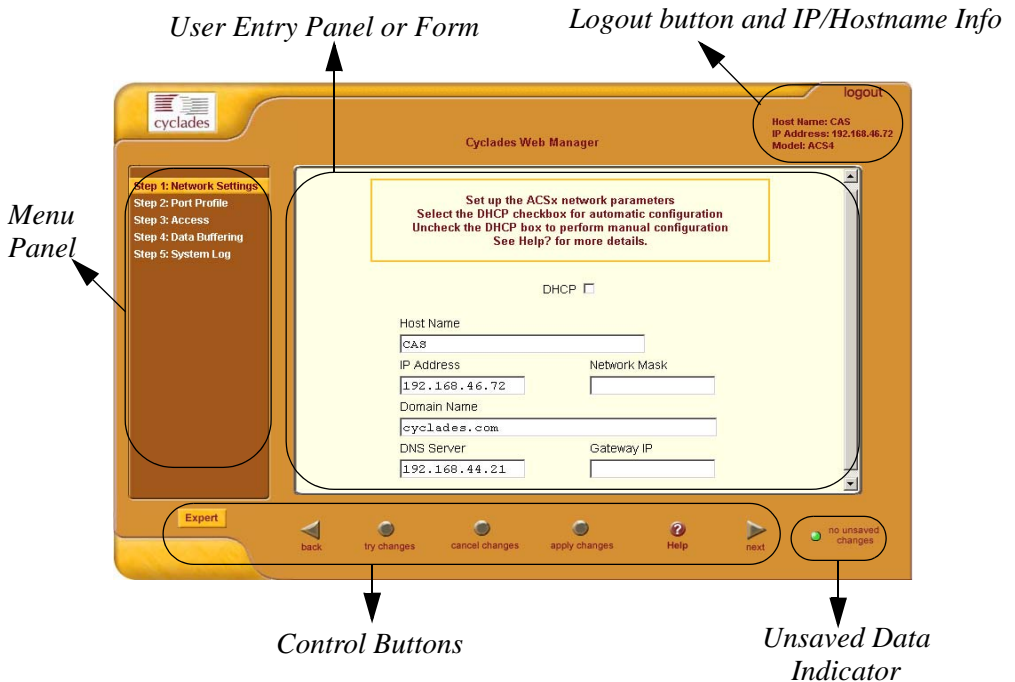 User Entry Panel or Form
Logout button and IP/Hostname Info
cyclades
logout
Host Name: CAS
IP Address: 192.168.46.72
Model: ACS4
Cyclades Web Manager
Menu
Panel
Step 1: Network Settings
Step 2: Port Profile
Step 3: Access
Step 4: Data Buffering
Step 5: System Log
Set up the ACSx network parameters
Select the DHCP checkbox for automatic configuration
Uncheck the DHCP box to perform manual configuration
See Help? for more details.
DHCP
Host Name
CAS
IP Address Network Mask
192.168.46.72
Domain Name
cyclades.com
DNS Server Gateway IP
192.168.44.21
Expert
back try changes cancel changes apply changes ? Help next
no unsaved
changes
Control Buttons
Unsaved Data
Indicator